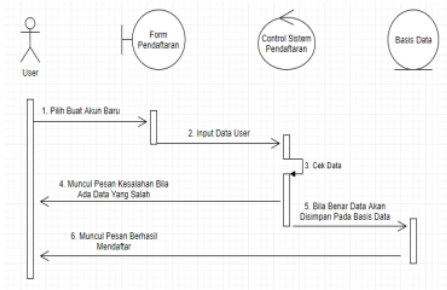 Form
Pendaftaran
Control Sistem
Pendaftaran
Basis Data
User
1. Pilih Buat Akun Baru
2. Input Data User
3. Cek Data
4. Muncul Pesan Kesalahan Bila
Ada Data Yang Salah
5. Bila Benar Data Akan
Disimpan Pada Basis Data
6. Muncul Pesan Berhasil
Mendaftar